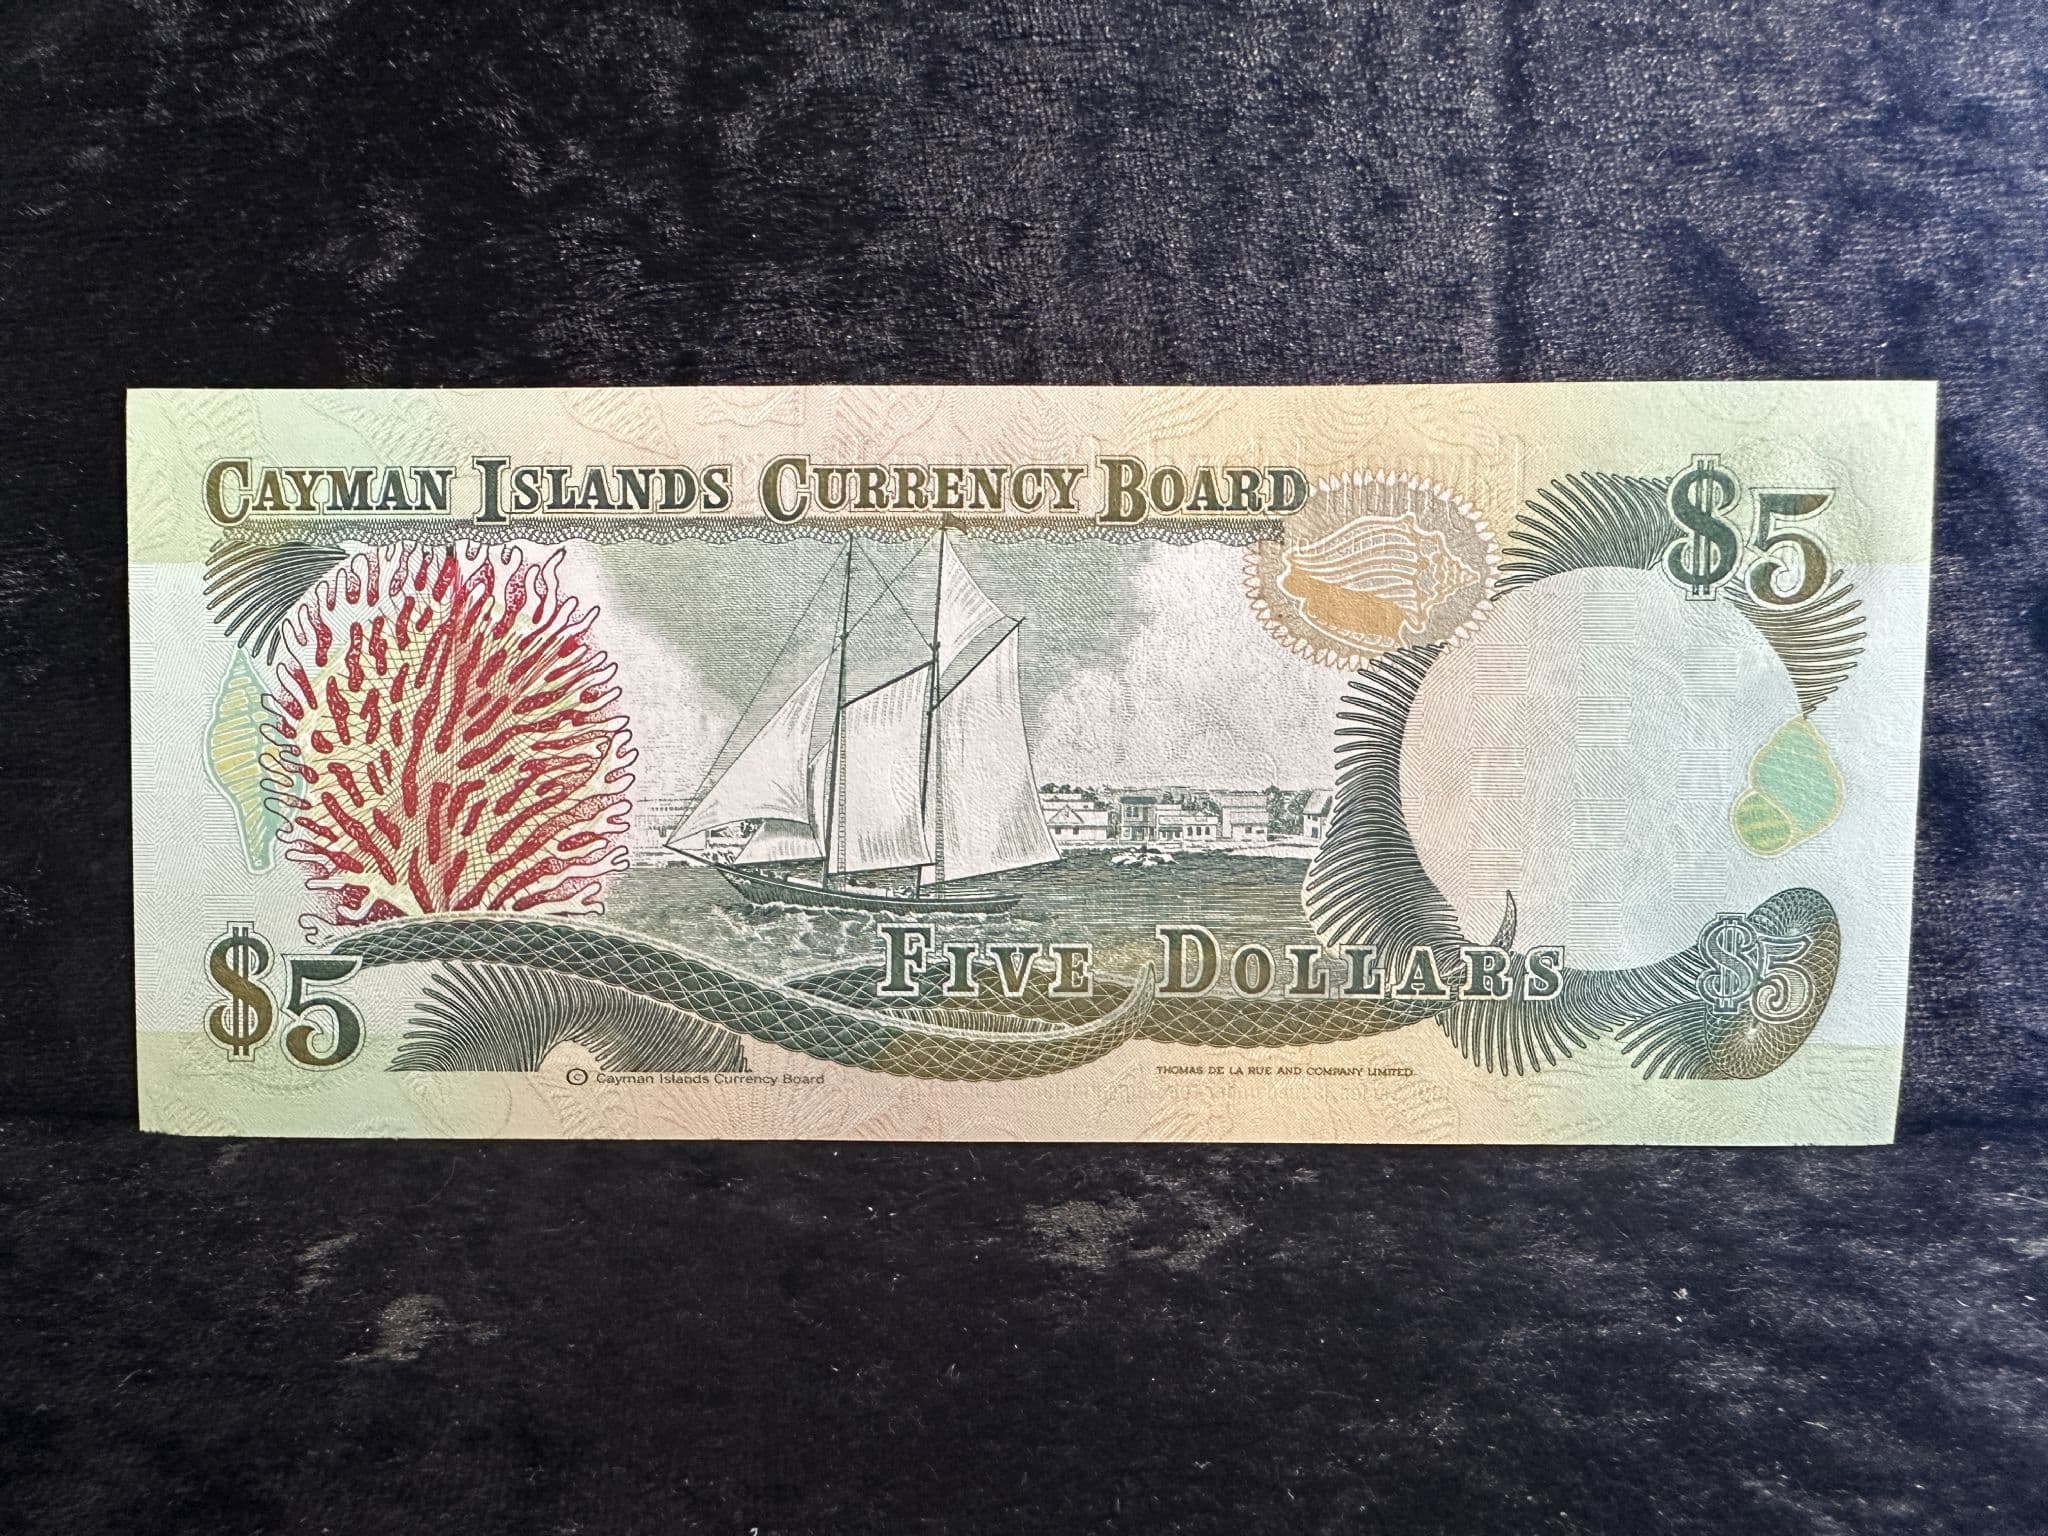 CAYMAN ISLANDS CURRENCY BOARD
$5
$5
FIVE DOLLARS
$5
© Cayman Islands Currency Board
THOMAS DE LA RUE AND COMPANY LIMITED.